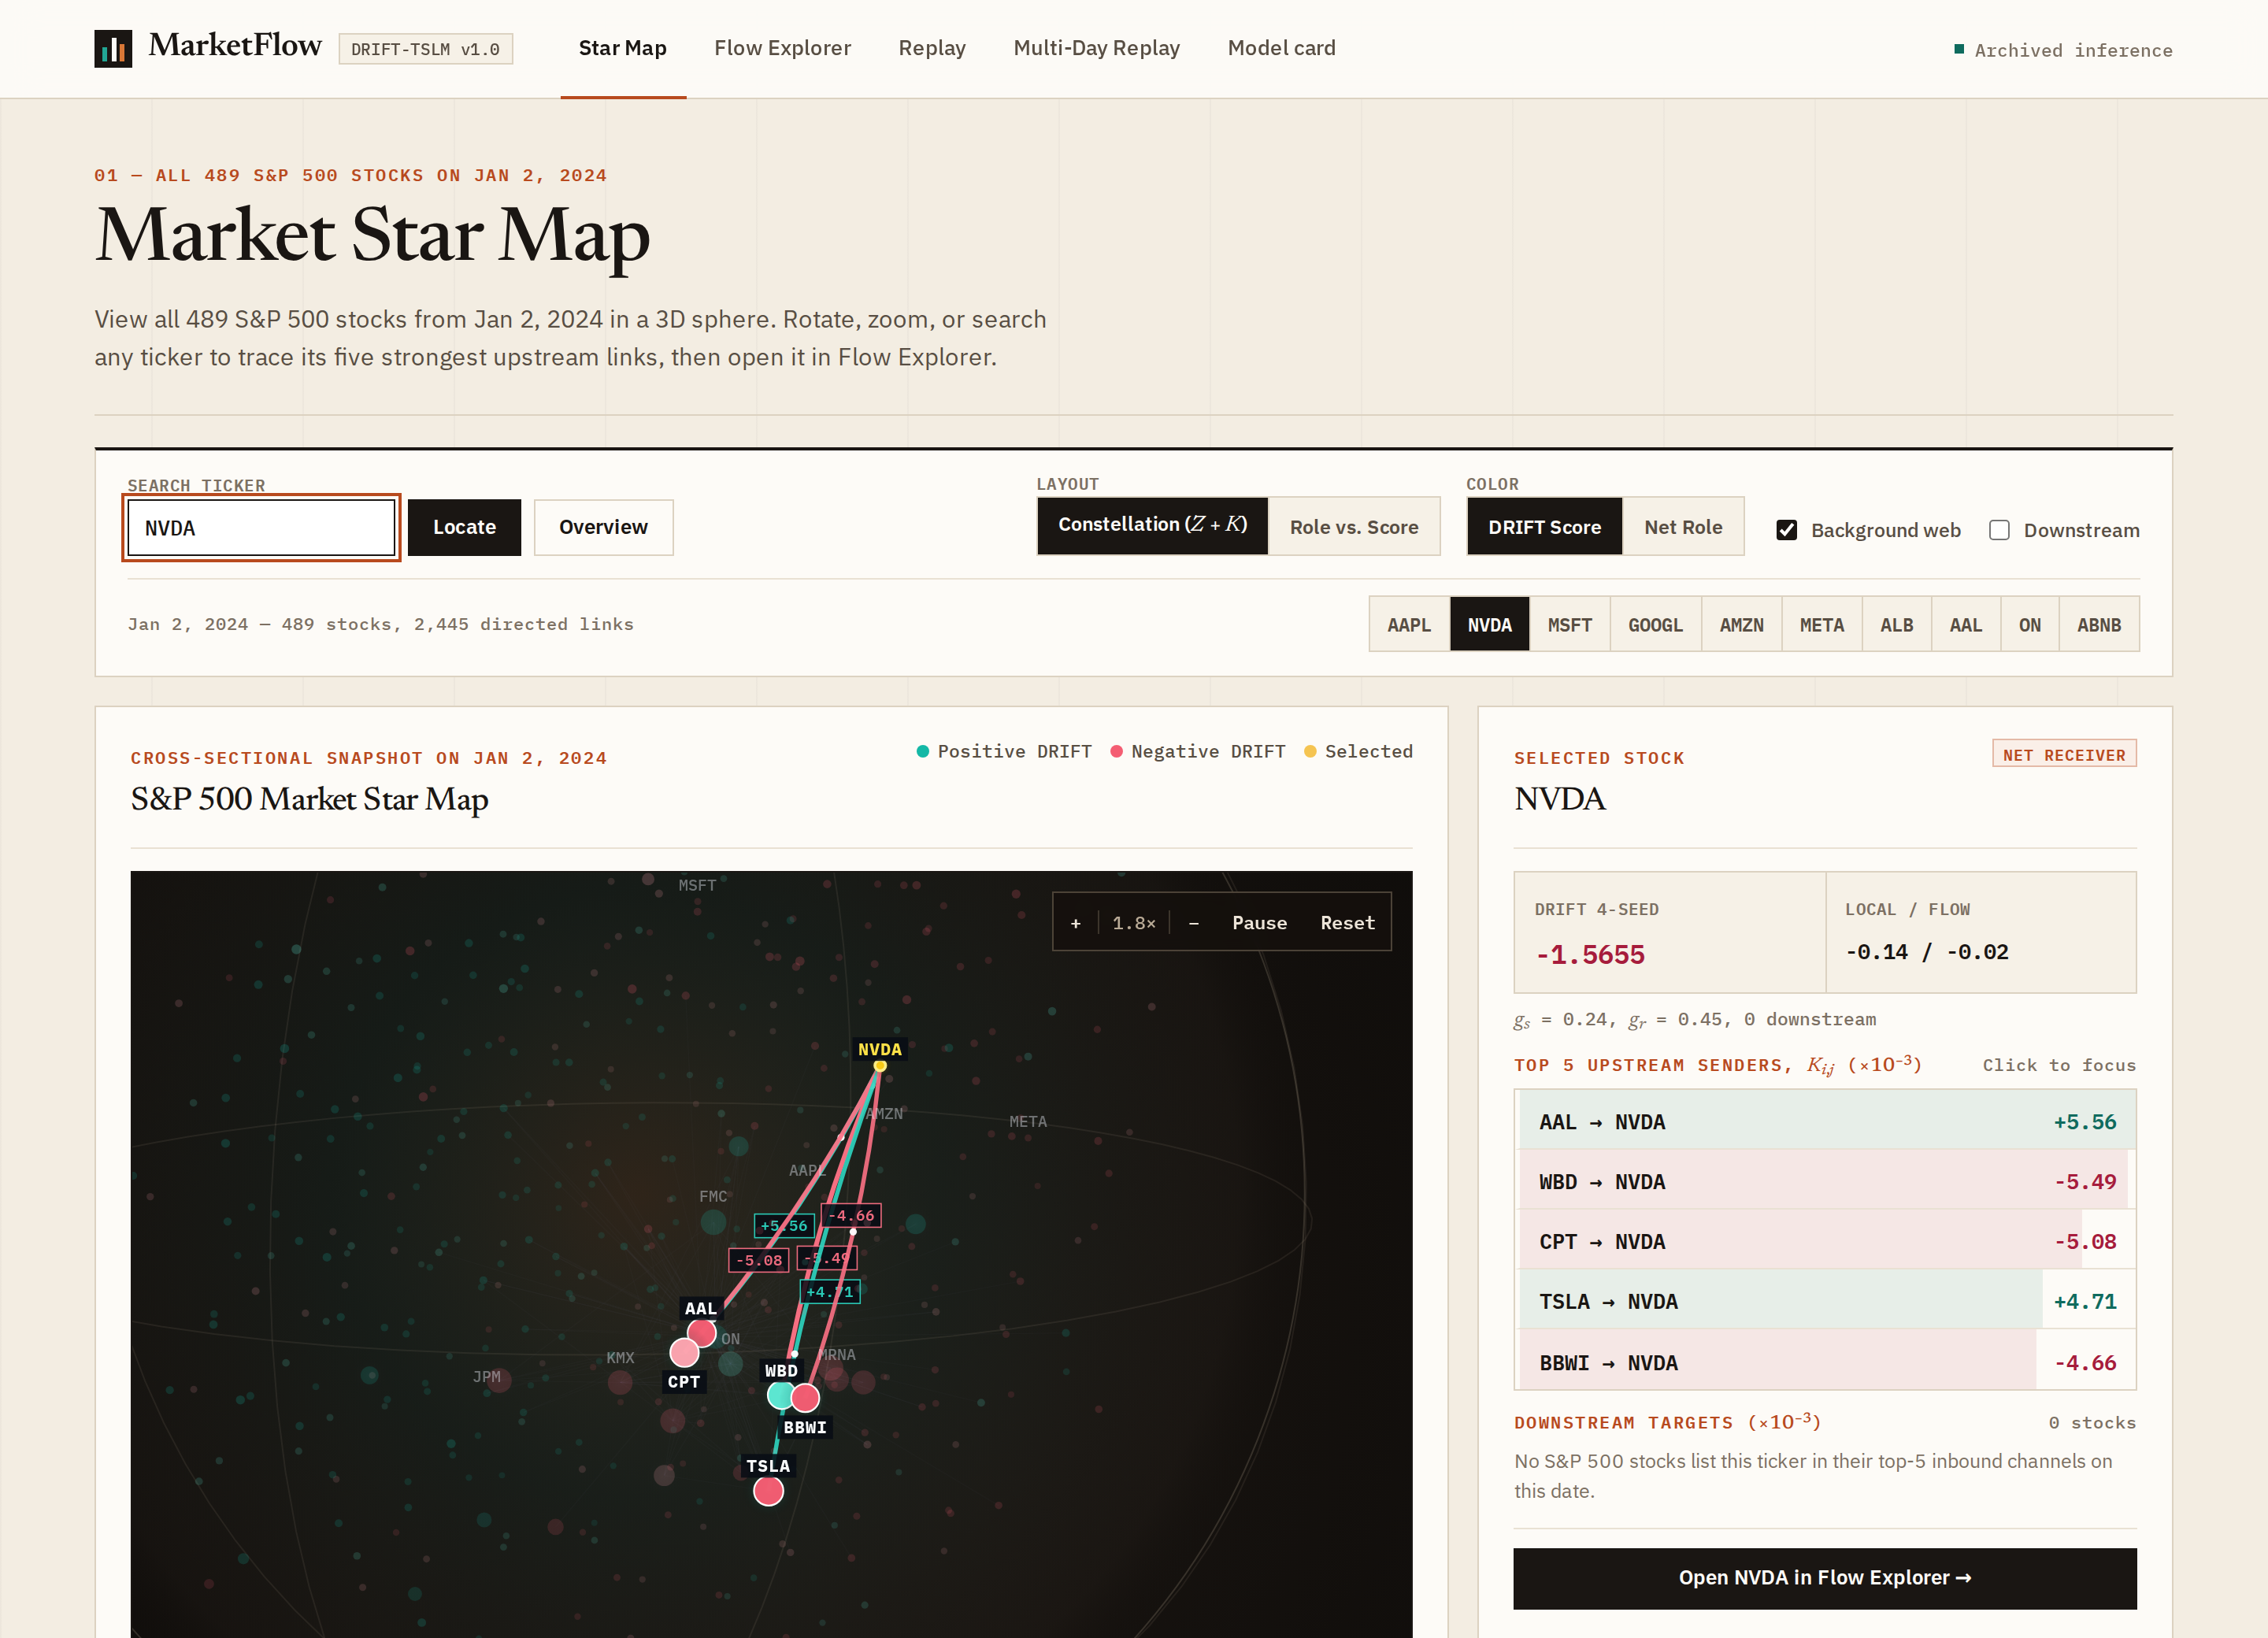 MarketFlow
DRIFT-TSLM v1.0
Star Map
Flow Explorer
Replay
Multi-Day Replay
Model card
Archived inference
01 — ALL 489 S&P 500 STOCKS ON JAN 2, 2024
Market Star Map
View all 489 S&P 500 stocks from Jan 2, 2024 in a 3D sphere. Rotate, zoom, or search
any ticker to trace its five strongest upstream links, then open it in Flow Explorer.
SEARCH TICKER
NVDA
Locate
Overview
LAYOUT
Constellation (Z + K)
Role vs. Score
COLOR
DRIFT Score
Net Role
Background web
Downstream
Jan 2, 2024 — 489 stocks, 2,445 directed links
AAPL
NVDA
MSFT
GOOGL
AMZN
META
ALB
AAL
ON
ABNB
CROSS-SECTIONAL SNAPSHOT ON JAN 2, 2024
S&P 500 Market Star Map
Positive DRIFT
Negative DRIFT
Selected
+
1.8×
−
Pause
Reset
MSFT
NVDA
AMZN
META
AAPL
FMC
+5.56
-4.66
-5.08
-5.49
+4.71
AAL
ON
KMX
MRNA
JPM
CPT
WBD
BBWI
TSLA
SELECTED STOCK
NET RECEIVER
NVDA
DRIFT 4-SEED
-1.5655
LOCAL / FLOW
-0.14 / -0.02
gₛ = 0.24, gᵣ = 0.45, 0 downstream
TOP 5 UPSTREAM SENDERS, Kᵢ,ⱼ (×10⁻³)
Click to focus
AAL → NVDA +5.56
WBD → NVDA -5.49
CPT → NVDA -5.08
TSLA → NVDA +4.71
BBWI → NVDA -4.66
DOWNSTREAM TARGETS (×10⁻³)
0 stocks
No S&P 500 stocks list this ticker in their top-5 inbound channels on
this date.
Open NVDA in Flow Explorer →